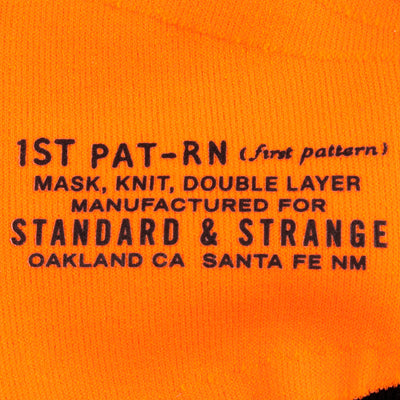 1ST PAT-RN (first pattern)
MASK, KNIT, DOUBLE LAYER
MANUFACTURED FOR
STANDARD & STRANGE
OAKLAND CA SANTA FE NM